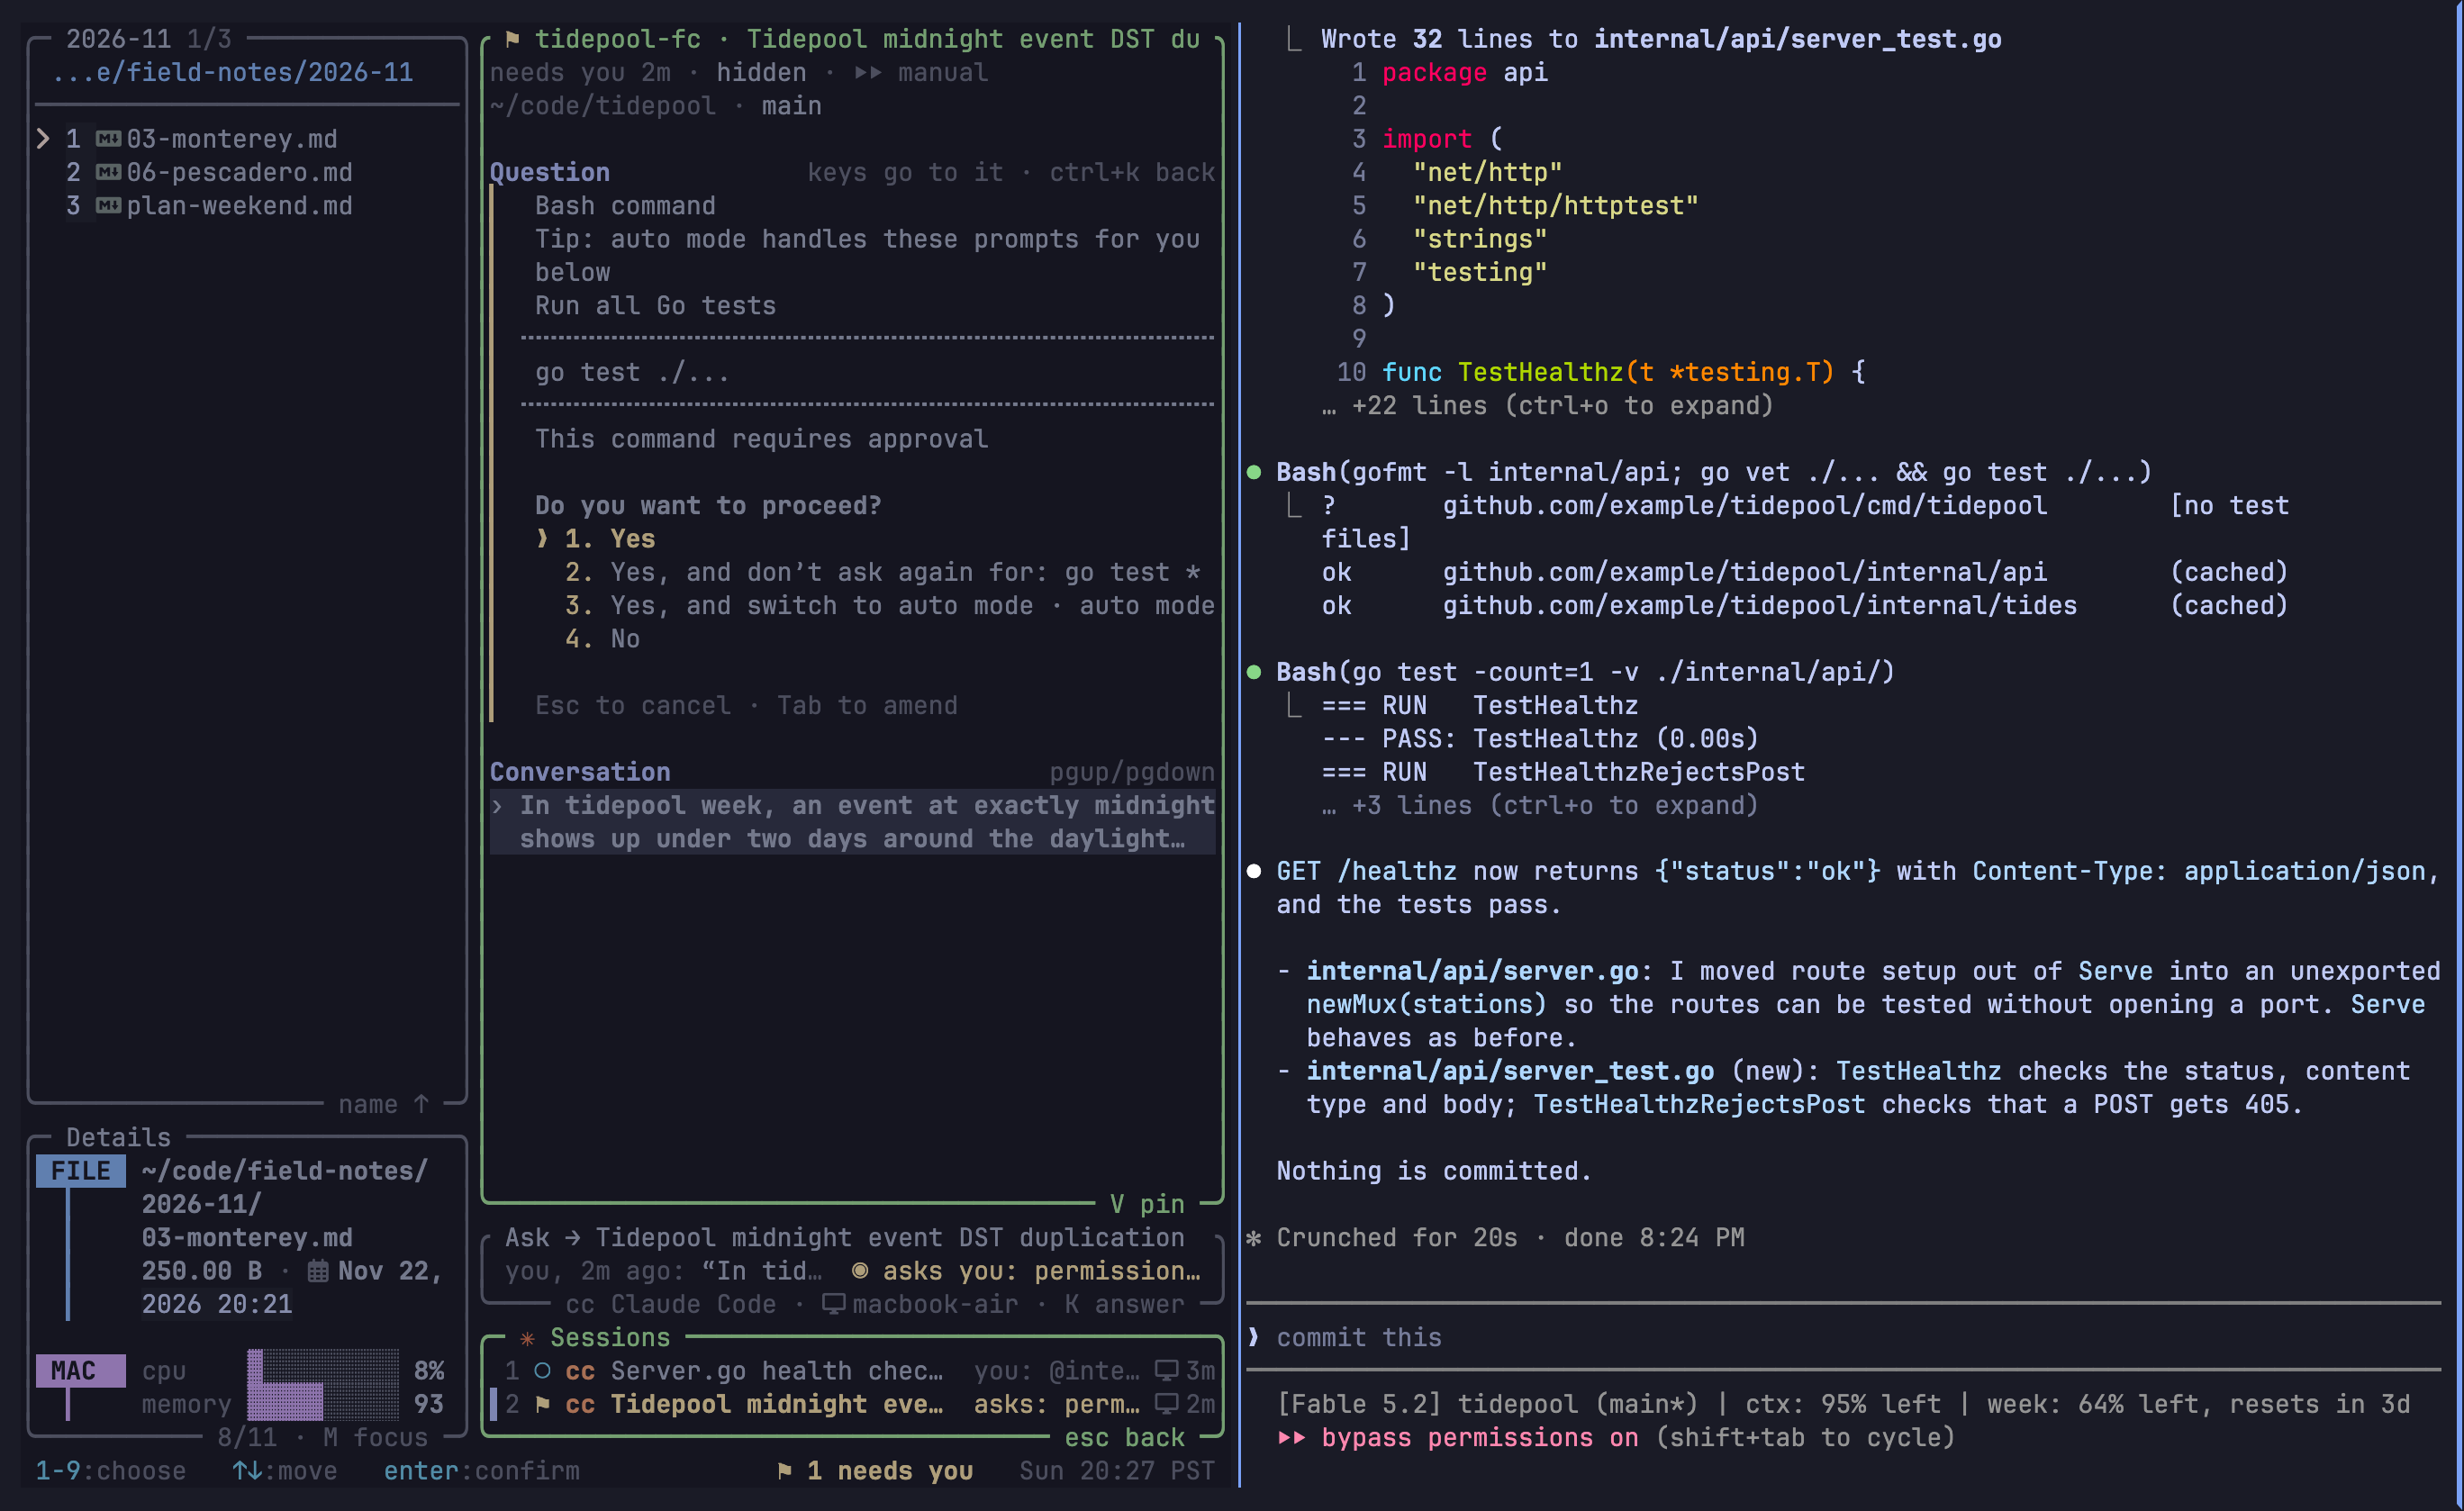 2026-11 1/3
...e/field-notes/2026-11
1 03-monterey.md
2 06-pescadero.md
3 plan-weekend.md
name ↑
Details
FILE ~/code/field-notes/
2026-11/
03-monterey.md
250.00 B · Nov 22,
2026 20:21
MAC cpu 8%
memory 93
8/11 · M focus
1-9:choose ↑↓:move enter:confirm
⚑ tidepool-fc · Tidepool midnight event DST du
needs you 2m · hidden · ▸▸ manual
~/code/tidepool · main
Question keys go to it · ctrl+k back
Bash command
Tip: auto mode handles these prompts for you
below
Run all Go tests
go test ./...
This command requires approval
Do you want to proceed?
❯ 1. Yes
2. Yes, and don’t ask again for: go test *
3. Yes, and switch to auto mode · auto mode
4. No
Esc to cancel · Tab to amend
Conversation pgup/pgdown
› In tidepool week, an event at exactly midnight
shows up under two days around the daylight…
V pin
Ask → Tidepool midnight event DST duplication
you, 2m ago: “In tid… ◉ asks you: permission…
cc Claude Code · macbook-air · K answer
✳ Sessions
1 ○ cc Server.go health chec… you: @inte… 3m
2 ⚑ cc Tidepool midnight eve… asks: perm… 2m
esc back
⚑ 1 needs you Sun 20:27 PST
⎿ Wrote 32 lines to internal/api/server_test.go
1 package api
2
3 import (
4 "net/http"
5 "net/http/httptest"
6 "strings"
7 "testing"
8 )
9
10 func TestHealthz(t *testing.T) {
… +22 lines (ctrl+o to expand)
● Bash(gofmt -l internal/api; go vet ./... && go test ./...)
⎿ ? github.com/example/tidepool/cmd/tidepool [no test
files]
ok github.com/example/tidepool/internal/api (cached)
ok github.com/example/tidepool/internal/tides (cached)
● Bash(go test -count=1 -v ./internal/api/)
⎿ === RUN TestHealthz
--- PASS: TestHealthz (0.00s)
=== RUN TestHealthzRejectsPost
… +3 lines (ctrl+o to expand)
● GET /healthz now returns {"status":"ok"} with Content-Type: application/json,
and the tests pass.
- internal/api/server.go: I moved route setup out of Serve into an unexported
newMux(stations) so the routes can be tested without opening a port. Serve
behaves as before.
- internal/api/server_test.go (new): TestHealthz checks the status, content
type and body; TestHealthzRejectsPost checks that a POST gets 405.
Nothing is committed.
✻ Crunched for 20s · done 8:24 PM
❯ commit this
[Fable 5.2] tidepool (main*) | ctx: 95% left | week: 64% left, resets in 3d
▸▸ bypass permissions on (shift+tab to cycle)